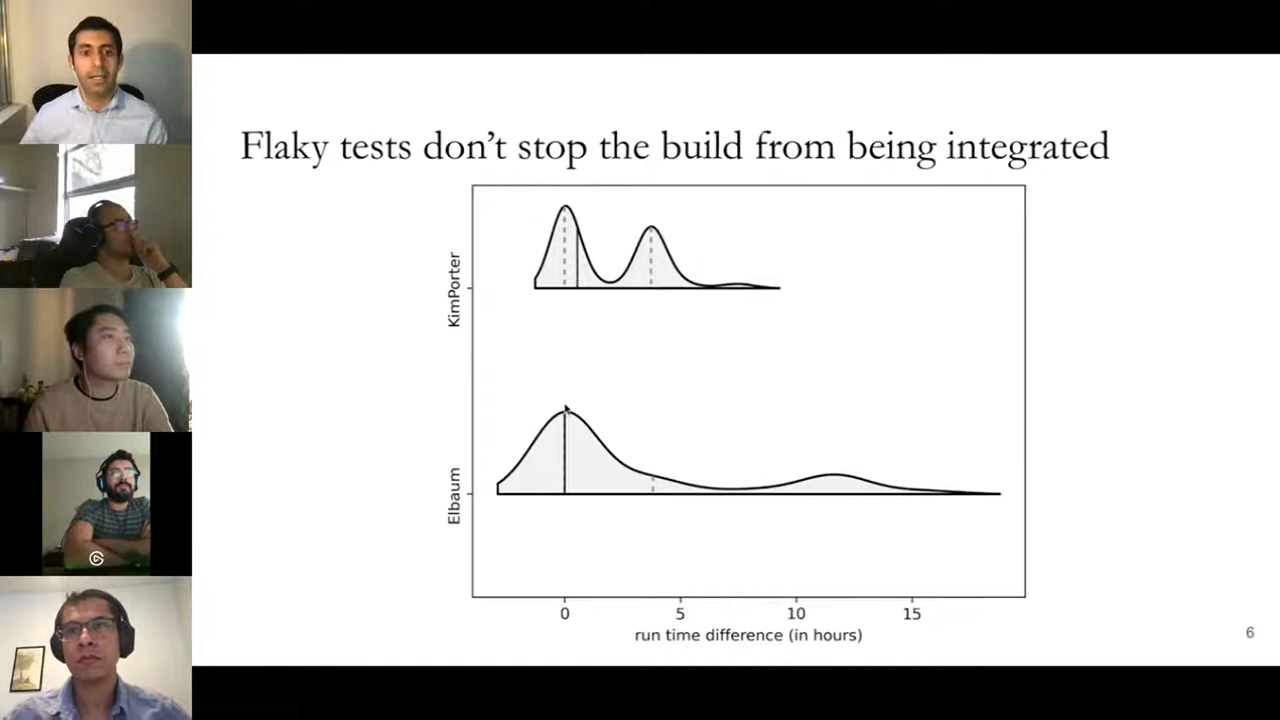 Flaky tests don't stop the build from being integrated
KimPorter
Elbaum
0 5 10 15
run time difference (in hours)
6